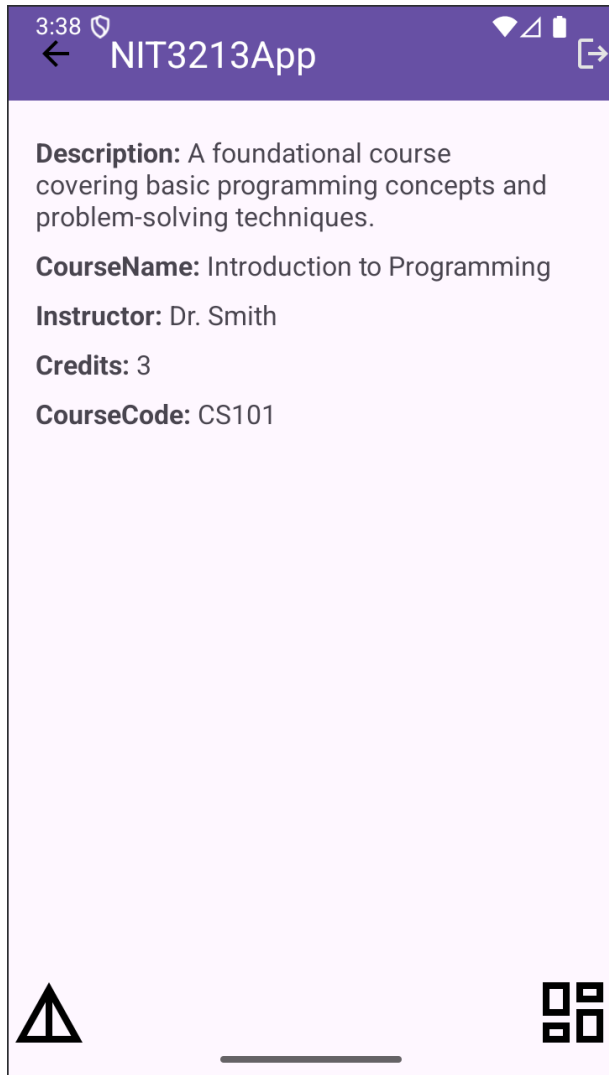 3:38
NIT3213App
Description: A foundational course
covering basic programming concepts and
problem-solving techniques.
CourseName: Introduction to Programming
Instructor: Dr. Smith
Credits: 3
CourseCode: CS101